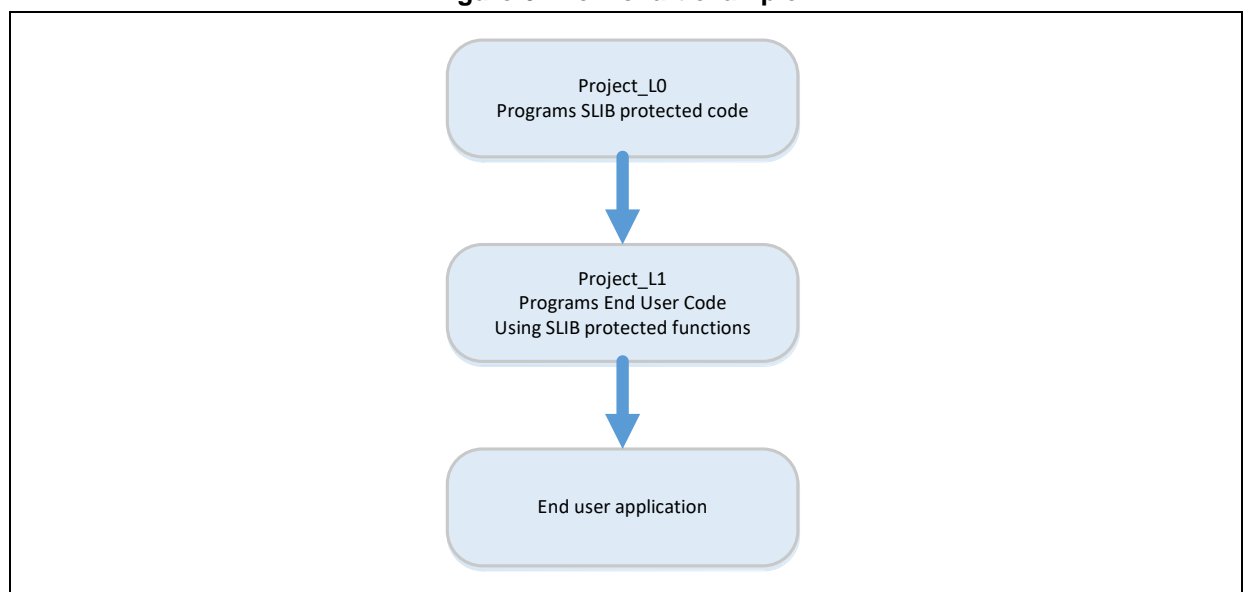 Project_L0
Programs SLIB protected code
Project_L1
Programs End User Code
Using SLIB protected functions
End user application